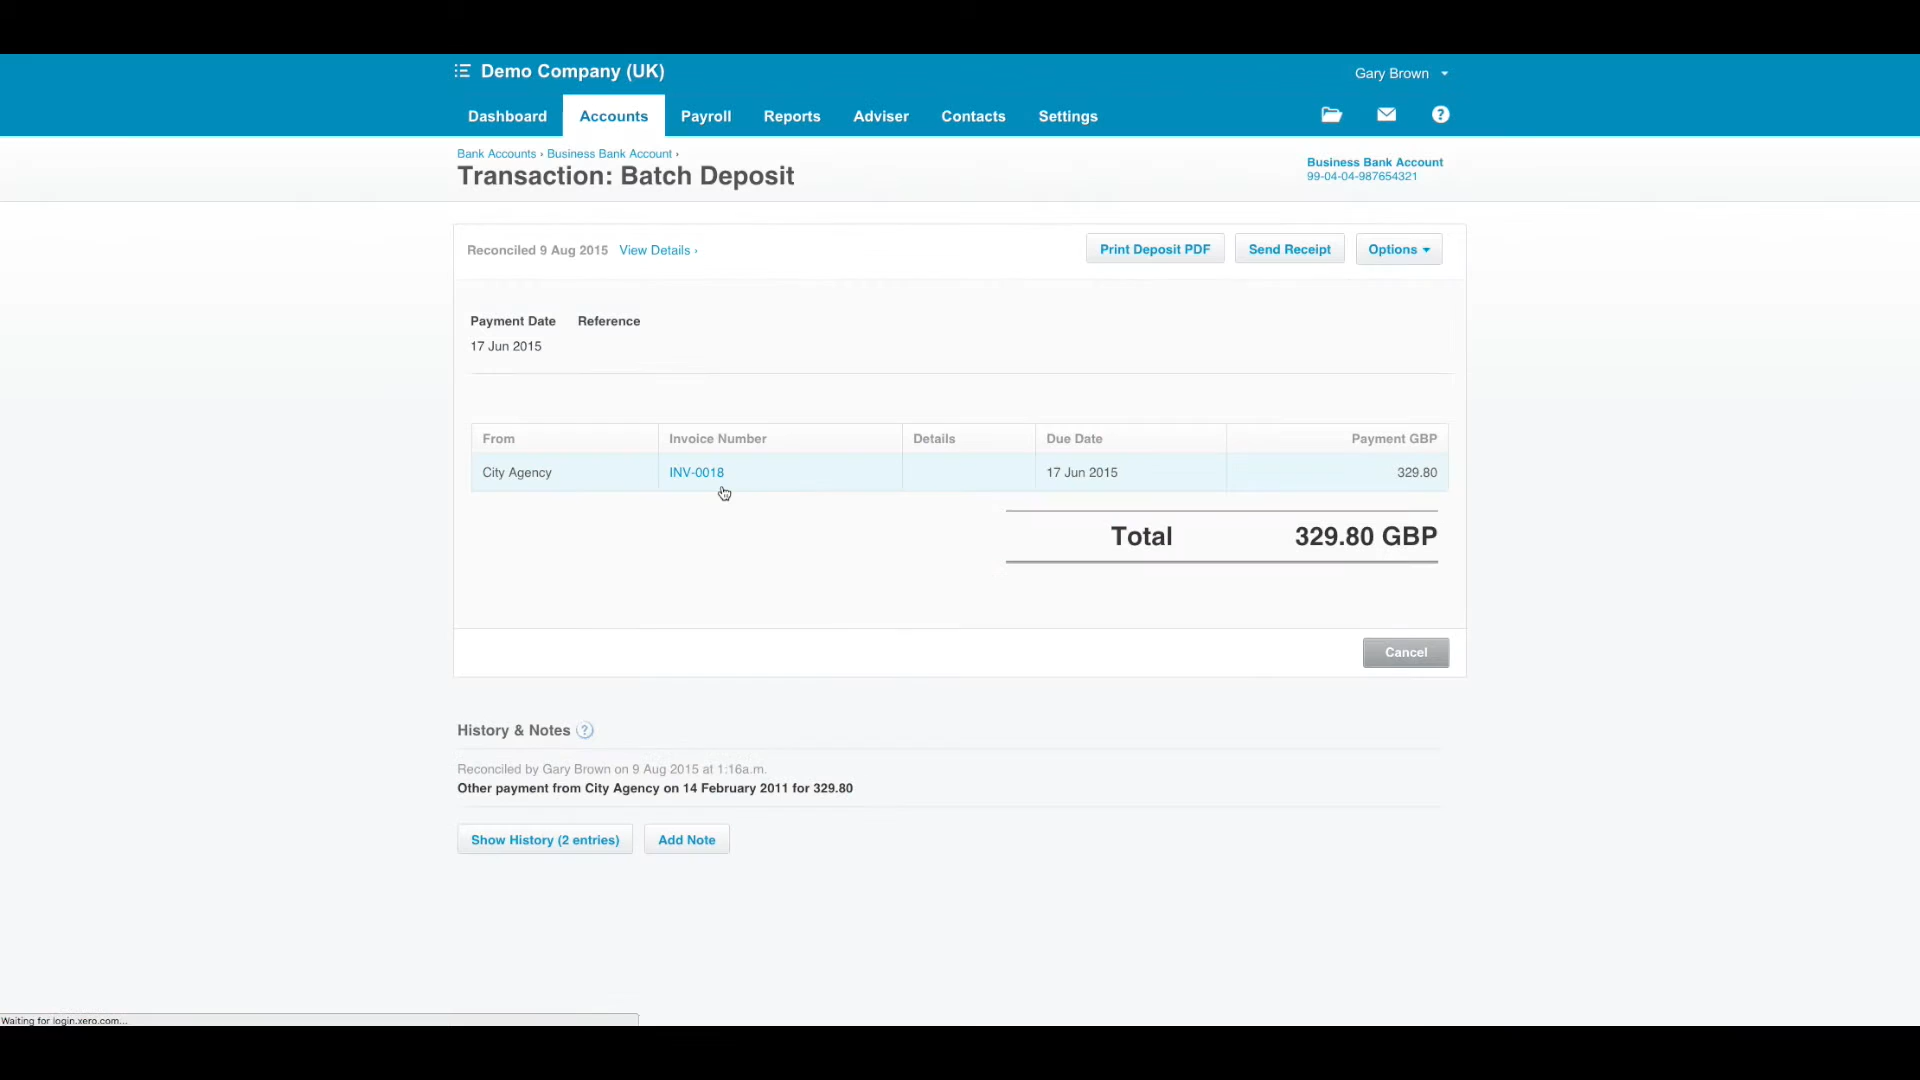 Demo Company (UK)
Gary Brown
Dashboard Accounts Payroll Reports Adviser Contacts Settings
?
Bank Accounts › Business Bank Account ›
Transaction: Batch Deposit
Business Bank Account
99-04-04-987654321
Reconciled 9 Aug 2015 View Details ›
Print Deposit PDF Send Receipt Options
Payment Date Reference
17 Jun 2015
From Invoice Number Details Due Date Payment GBP
City Agency INV-0018 17 Jun 2015 329.80
Total 329.80 GBP
Cancel
History & Notes ?
Reconciled by Gary Brown on 9 Aug 2015 at 1:16a.m.
Other payment from City Agency on 14 February 2011 for 329.80
Show History (2 entries) Add Note
Waiting for login.xero.com...